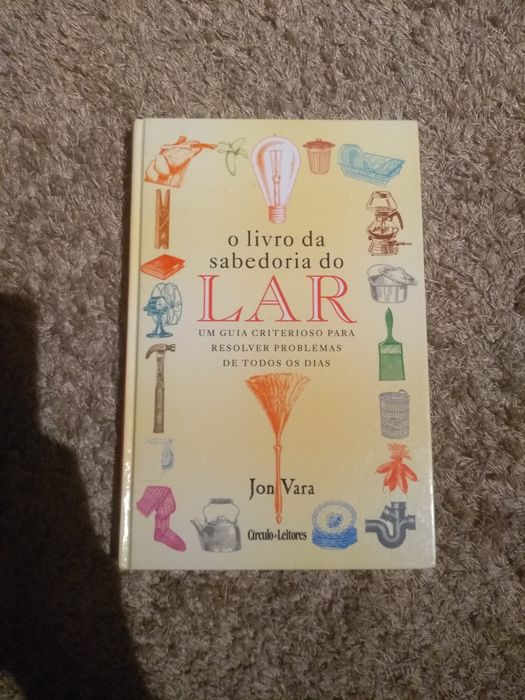 o livro da
sabedoria do
LAR
UM GUIA CRITERIOSO PARA
RESOLVER PROBLEMAS
DE TODOS OS DIAS
Jon Vara
Círculo de Leitores